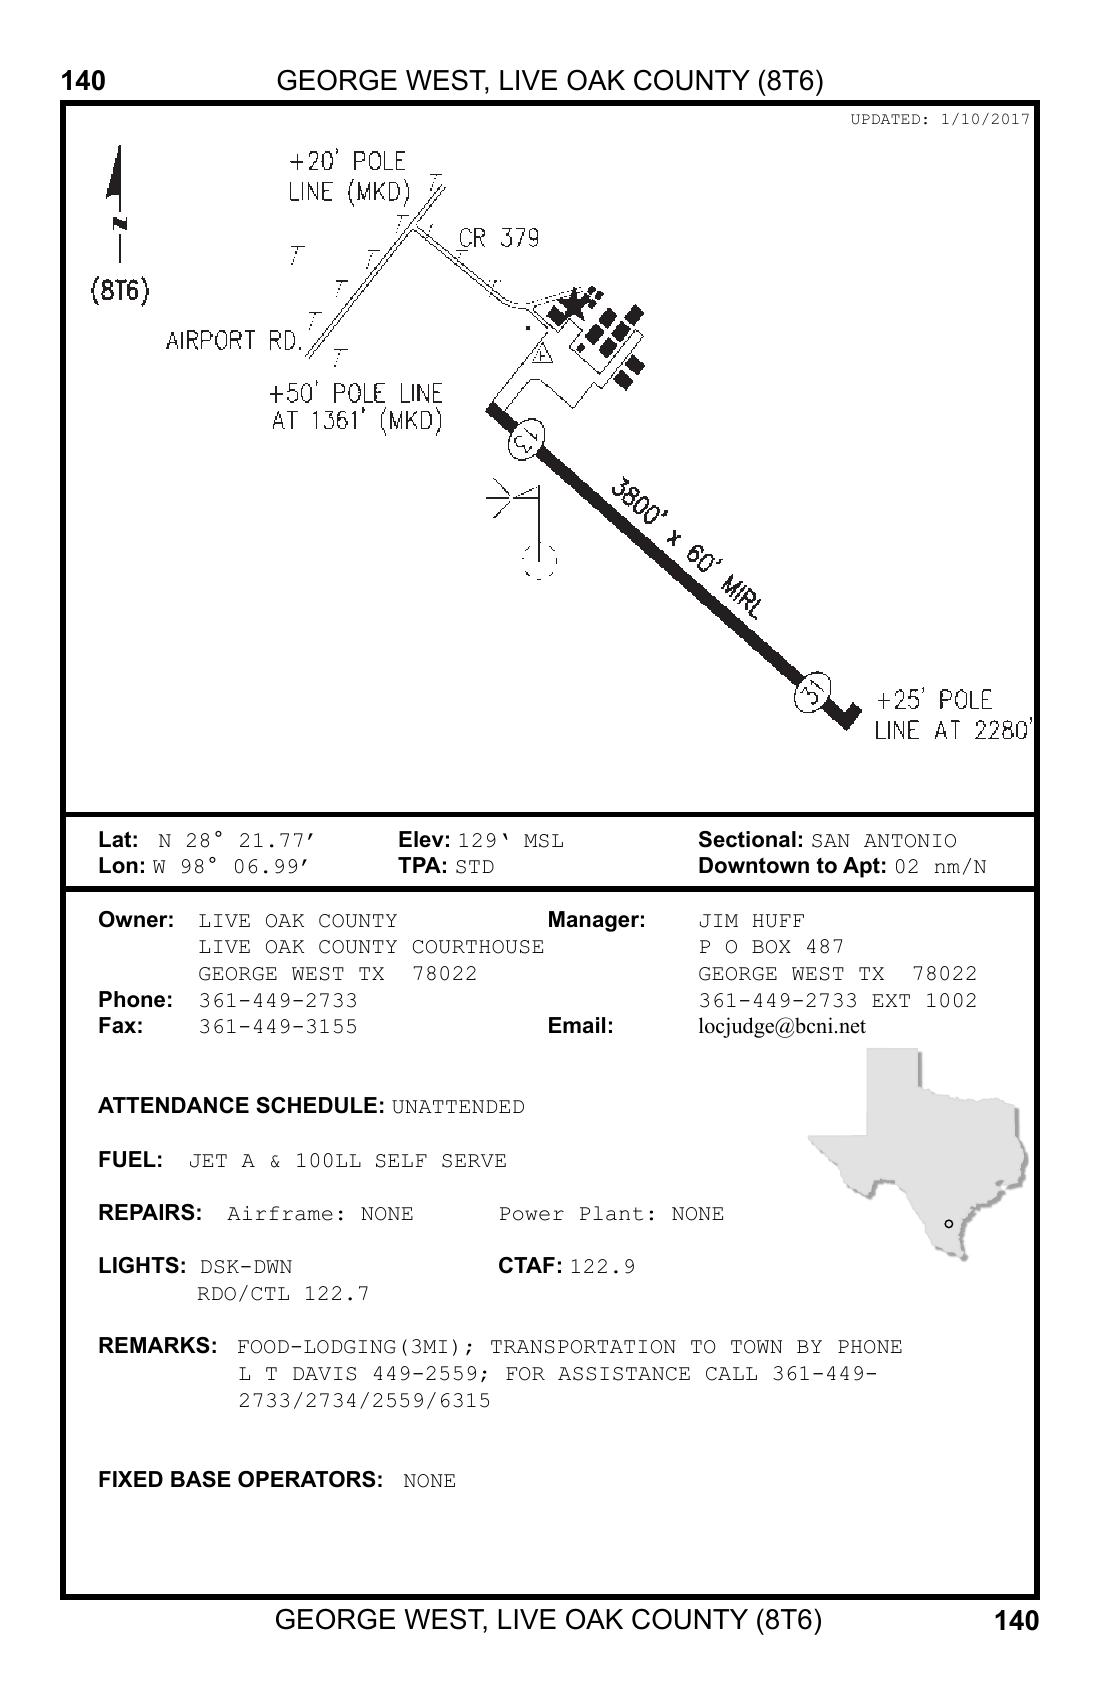 140 GEORGE WEST, LIVE OAK COUNTY (8T6)
UPDATED: 1/10/2017
+20' POLE
LINE (MKD)
N
(8T6)
CR 379
AIRPORT RD.
+50' POLE LINE
AT 1361' (MKD)
13
3800' x 60' MIRL
31
+25' POLE
LINE AT 2280'
Lat: N 28° 21.77′ Elev: 129‛ MSL Sectional: SAN ANTONIO
Lon: W 98° 06.99′ TPA: STD Downtown to Apt: 02 nm/N
Owner: LIVE OAK COUNTY Manager: JIM HUFF
LIVE OAK COUNTY COURTHOUSE P O BOX 487
GEORGE WEST TX 78022 GEORGE WEST TX 78022
Phone: 361-449-2733 361-449-2733 EXT 1002
Fax: 361-449-3155 Email: locjudge@bcni.net
ATTENDANCE SCHEDULE: UNATTENDED
FUEL: JET A & 100LL SELF SERVE
REPAIRS: Airframe: NONE Power Plant: NONE
LIGHTS: DSK-DWN CTAF: 122.9
RDO/CTL 122.7
REMARKS: FOOD-LODGING(3MI); TRANSPORTATION TO TOWN BY PHONE
L T DAVIS 449-2559; FOR ASSISTANCE CALL 361-449-
2733/2734/2559/6315
FIXED BASE OPERATORS: NONE
GEORGE WEST, LIVE OAK COUNTY (8T6) 140